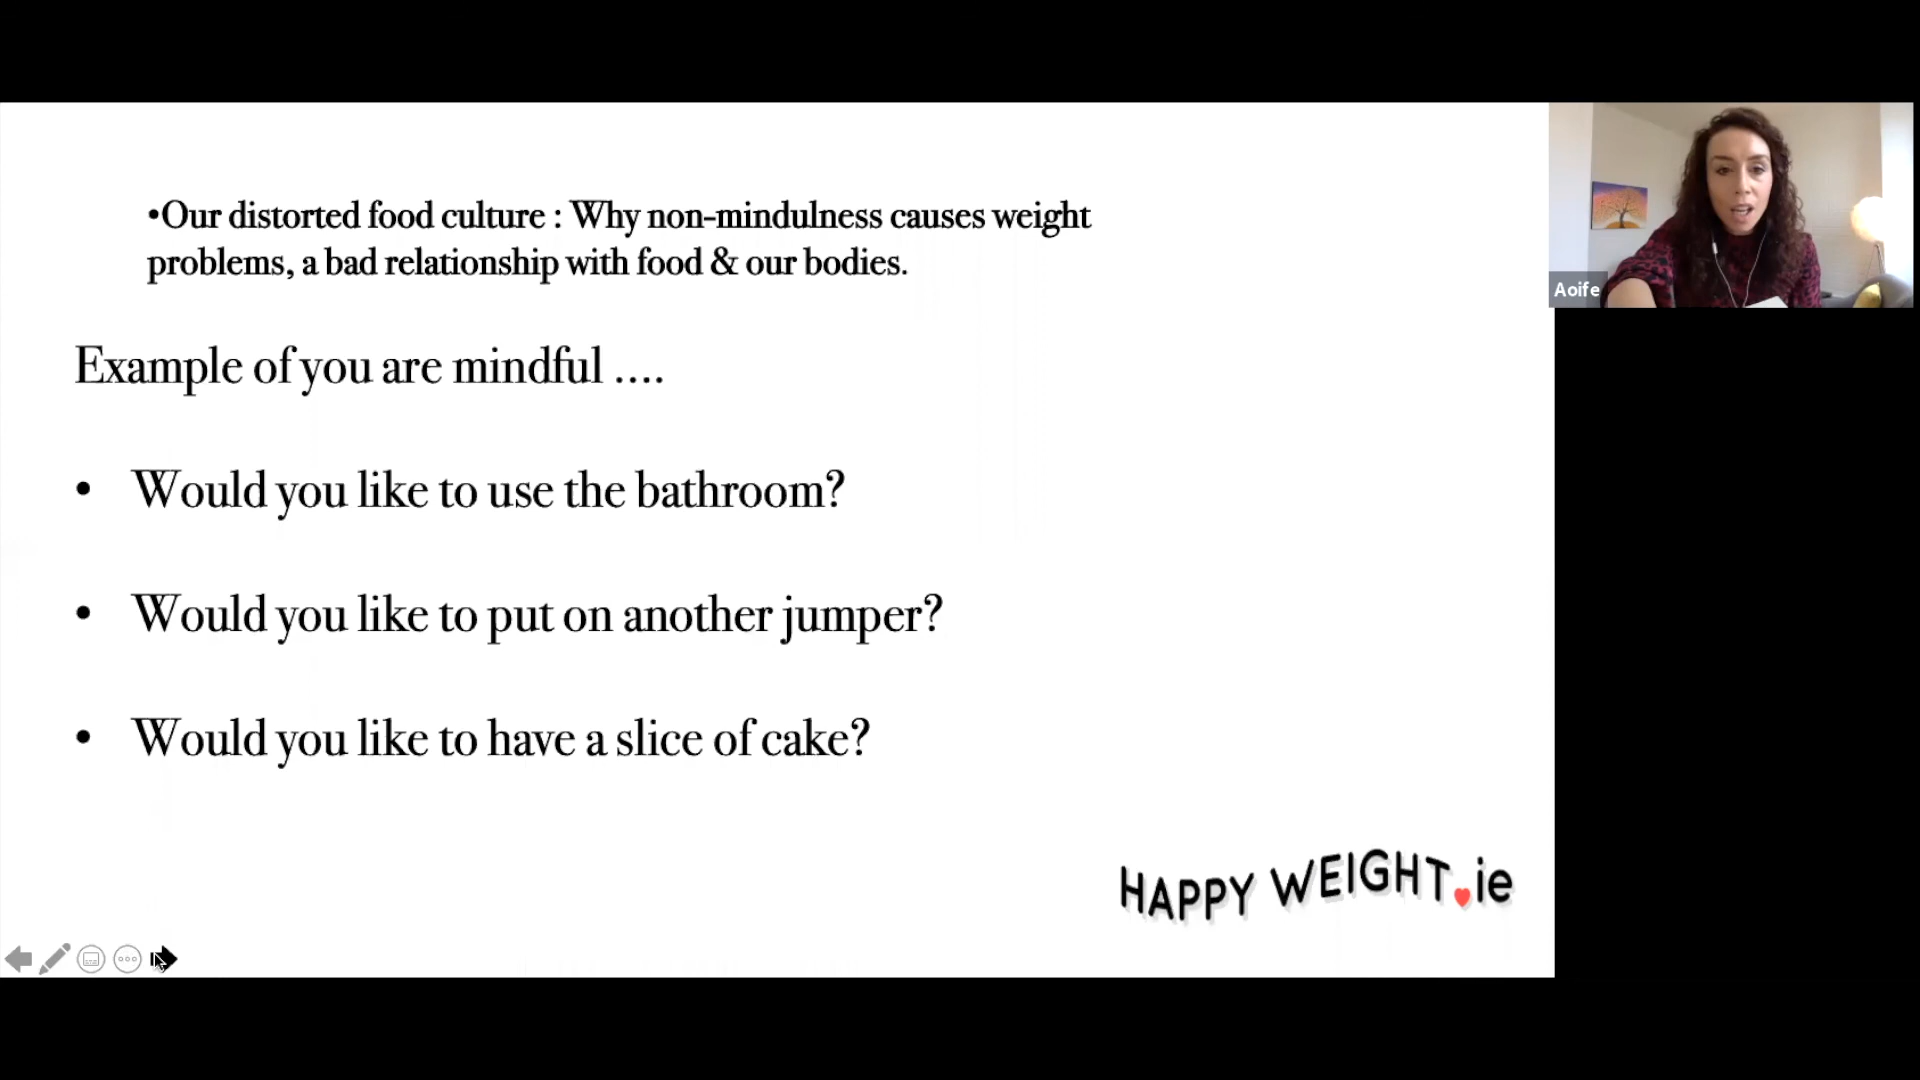 •Our distorted food culture : Why non-mindulness causes weight
problems, a bad relationship with food & our bodies.
Example of you are mindful ....
• Would you like to use the bathroom?
• Would you like to put on another jumper?
• Would you like to have a slice of cake?
HAPPY WEIGHT.ie
Aoife